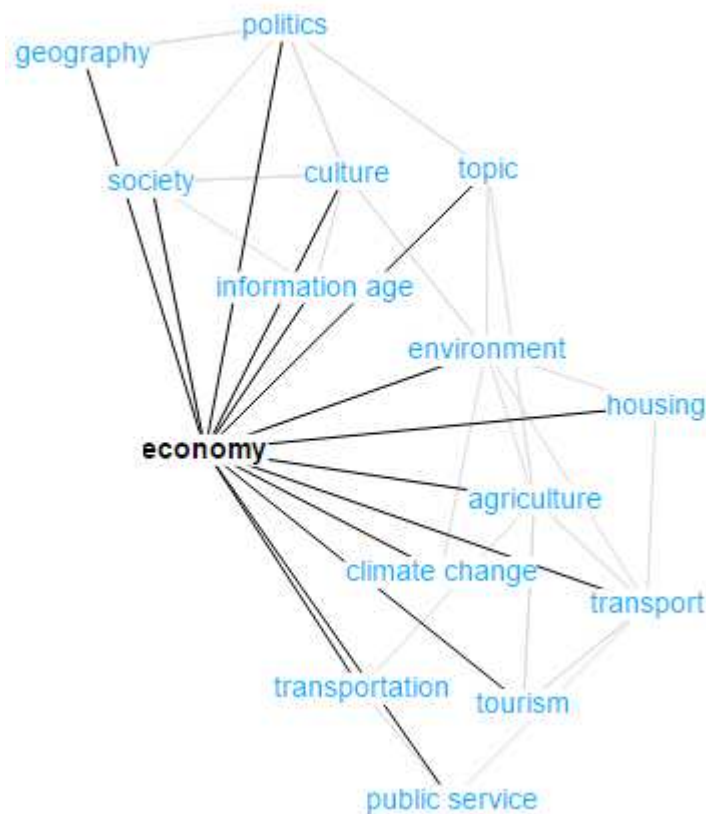 politics
geography
society
culture
topic
information age
environment
housing
economy
agriculture
climate change
transport
transportation
tourism
public service